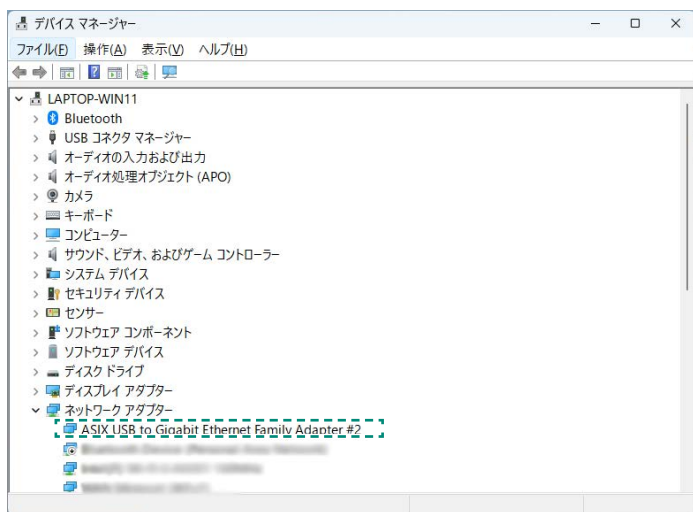 デバイス マネージャー
ファイル(F) 操作(A) 表示(V) ヘルプ(H)
LAPTOP-WIN11
Bluetooth
USB コネクタ マネージャー
オーディオの入力および出力
オーディオ処理オブジェクト (APO)
カメラ
キーボード
コンピューター
サウンド、ビデオ、およびゲーム コントローラー
システム デバイス
セキュリティ デバイス
センサー
ソフトウェア コンポーネント
ソフトウェア デバイス
ディスク ドライブ
ディスプレイ アダプター
ネットワーク アダプター
ASIX USB to Gigabit Ethernet Family Adapter #2